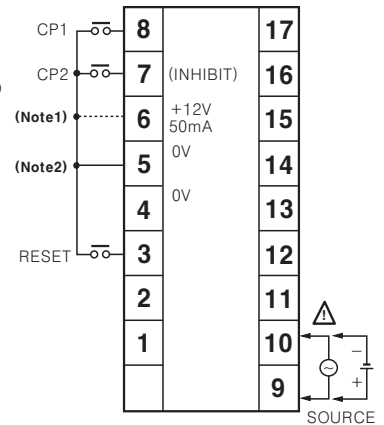 CP1 8 17
CP2 7 (INHIBIT) 16
(Note1) 6 +12V 15
50mA
(Note2) 5 0V 14
4 0V 13
RESET 3 12
2 11
1 10 −
9 +
SOURCE